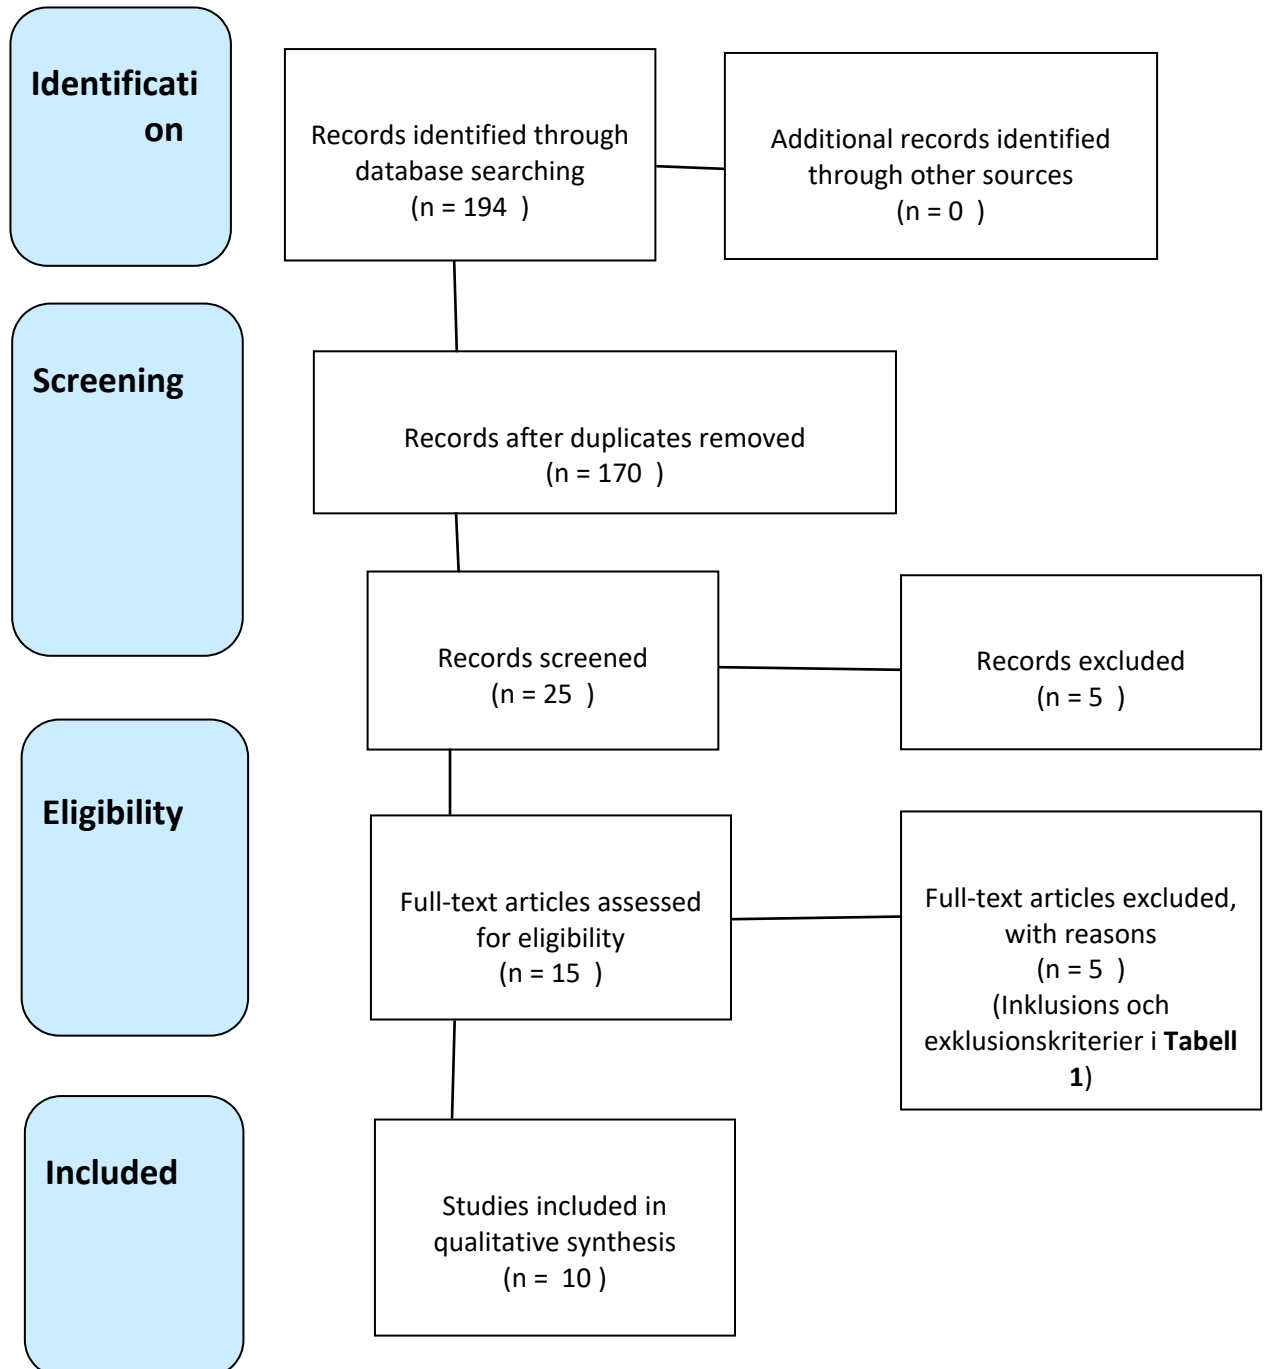 Identificati
on
Records identified through
database searching
(n = 194  )
Additional records identified
through other sources
(n = 0  )
Screening
Records after duplicates removed
(n = 170  )
Records screened
(n = 25  )
Records excluded
(n = 5  )
Eligibility
Full-text articles assessed
for eligibility
(n = 15  )
Full-text articles excluded,
with reasons
(n = 5  )
(Inklusions och
exklusionskriterier i Tabell
1)
Included
Studies included in
qualitative synthesis
(n =  10 )